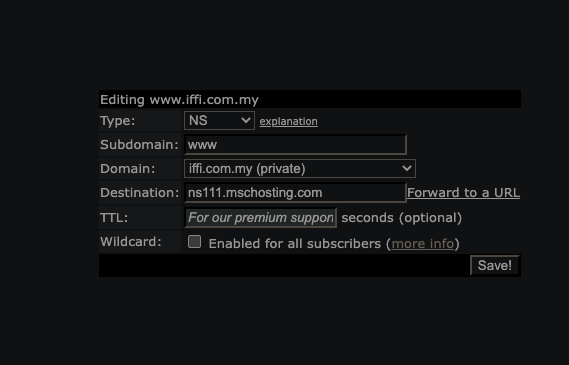 Editing www.iffi.com.my
Type: NS explanation
Subdomain: www
Domain: iffi.com.my (private)
Destination: ns111.mschosting.com Forward to a URL
TTL: For our premium suppor seconds (optional)
Wildcard: Enabled for all subscribers (more info)
Save!